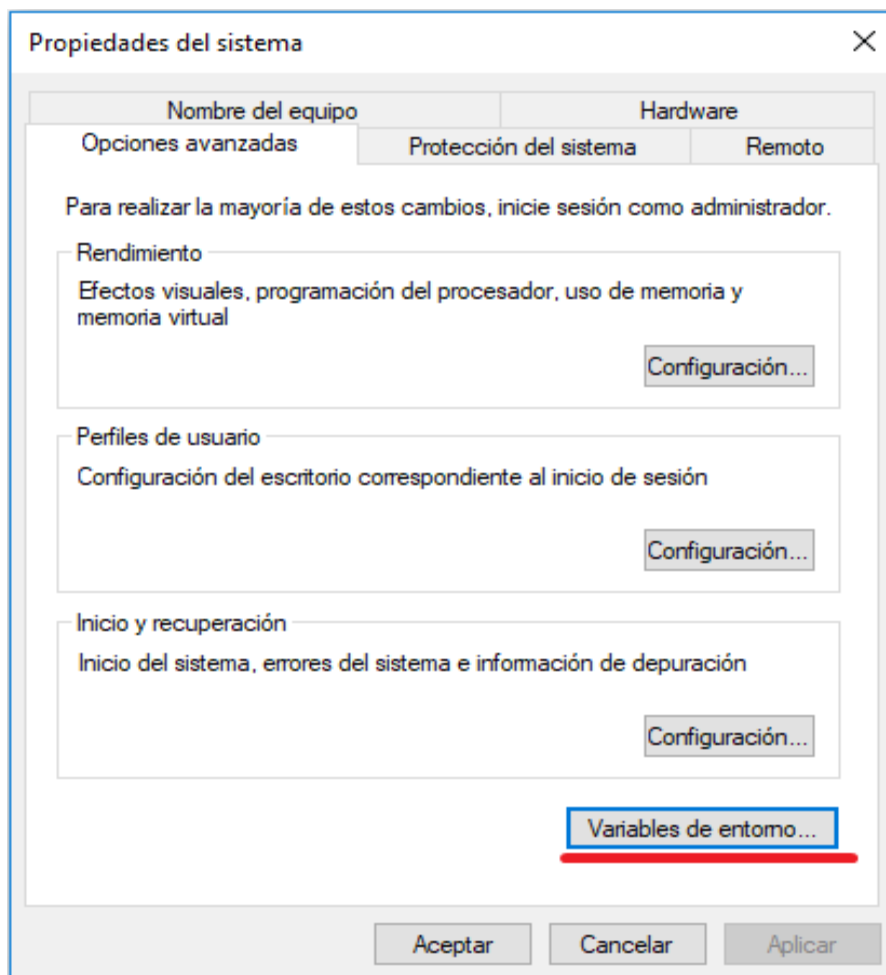 Propiedades del sistema
Nombre del equipo
Hardware
Opciones avanzadas
Protección del sistema
Remoto
Para realizar la mayoría de estos cambios, inicie sesión como administrador.
Rendimiento
Efectos visuales, programación del procesador, uso de memoria y
memoria virtual
Configuración...
Perfiles de usuario
Configuración del escritorio correspondiente al inicio de sesión
Configuración...
Inicio y recuperación
Inicio del sistema, errores del sistema e información de depuración
Configuración...
Variables de entorno...
Aceptar
Cancelar
Aplicar